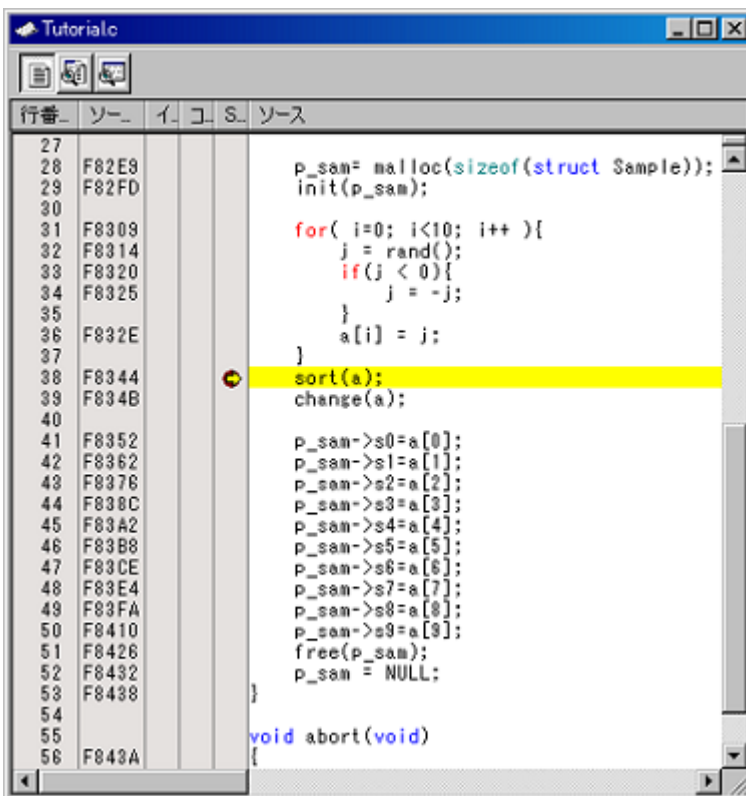 Tutorial.c
行番... ソー... イ... コ... S... ソース
27
28 F82E9 p_sam= malloc(sizeof(struct Sample));
29 F82FD init(p_sam);
30
31 F8309 for( i=0; i<10; i++ ){
32 F8314 j = rand();
33 F8320 if(j < 0){
34 F8325 j = -j;
35 }
36 F832E a[i] = j;
37 }
38 F8344 sort(a);
39 F834B change(a);
40
41 F8352 p_sam->s0=a[0];
42 F8362 p_sam->s1=a[1];
43 F8376 p_sam->s2=a[2];
44 F838C p_sam->s3=a[3];
45 F83A2 p_sam->s4=a[4];
46 F83B8 p_sam->s5=a[5];
47 F83CE p_sam->s6=a[6];
48 F83E4 p_sam->s7=a[7];
49 F83FA p_sam->s8=a[8];
50 F8410 p_sam->s9=a[9];
51 F8426 free(p_sam);
52 F8432 p_sam = NULL;
53 F8438 }
54
55 void abort(void)
56 F843A {